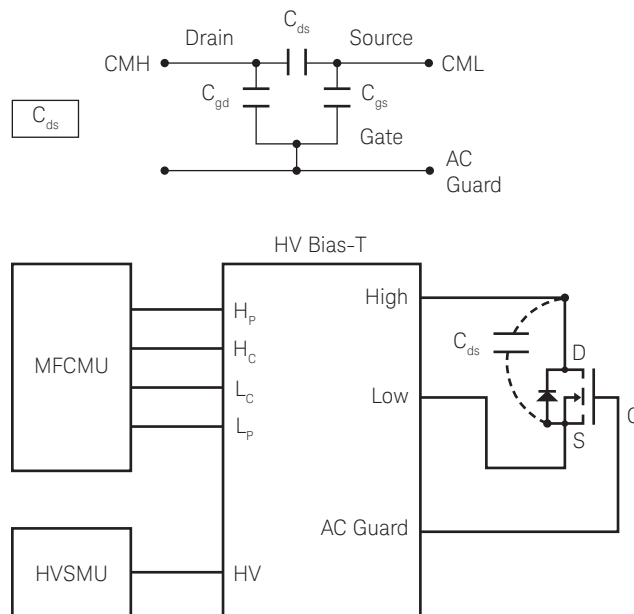 C_ds
Drain
Source
CMH
CML
C_gd
C_gs
C_ds
Gate
AC
Guard
HV Bias-T
High
H_P
C_ds
D
MFCMU
H_C
L_C
Low
L_P
S
AC Guard
HVSMU
HV